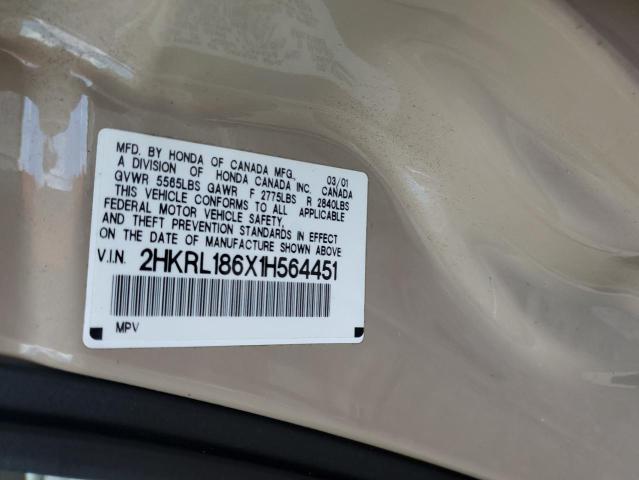 MFD. BY HONDA OF CANADA MFG. 03/01
A DIVISION OF HONDA CANADA INC. CANADA
GVWR 5565LBS GAWR F 2775LBS R 2840LBS
THIS VEHICLE CONFORMS TO ALL APPLICABLE
FEDERAL MOTOR VEHICLE SAFETY,
AND THEFT PREVENTION STANDARDS IN EFFECT
ON THE DATE OF MANUFACTURE SHOWN ABOVE
V.I.N. 2HKRL186X1H564451
MPV